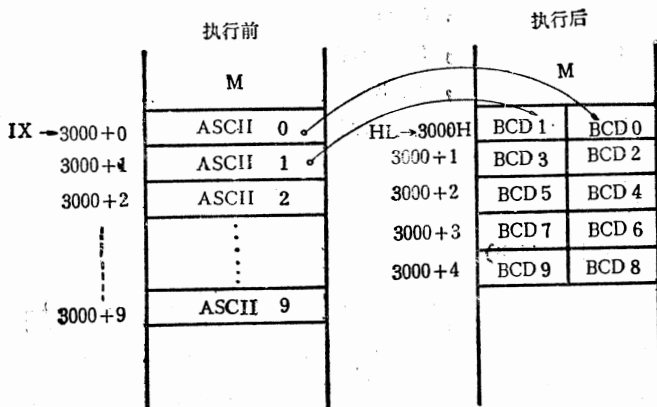 执行前
执行后
M
M
IX→3000+0 ASCII 0
HL→3000H BCD 1 BCD 0
3000+1 ASCII 1
3000+1 BCD 3 BCD 2
3000+2 ASCII 2
3000+2 BCD 5 BCD 4
3000+3 BCD 7 BCD 6
3000+4 BCD 9 BCD 8
3000+9 ASCII 9